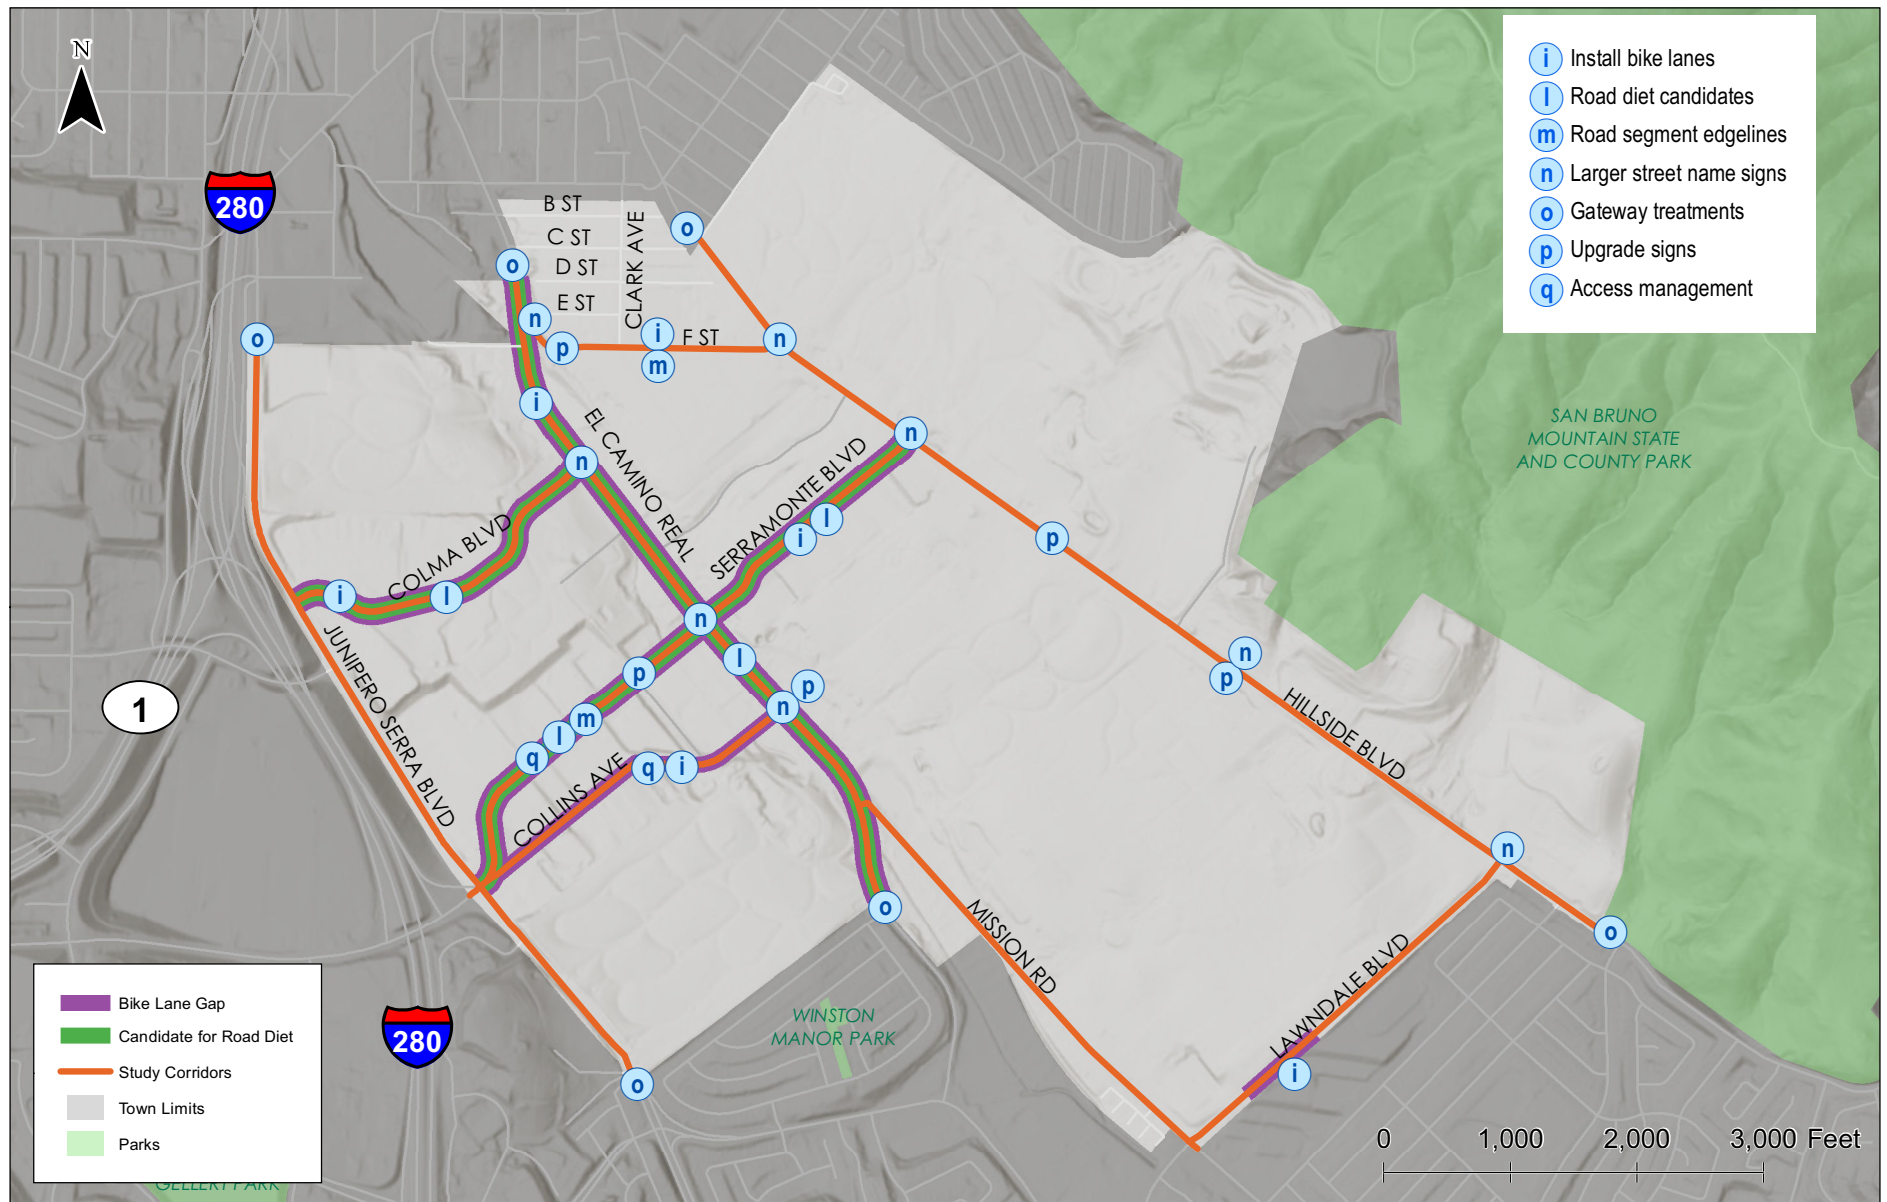 N
i Install bike lanes
l Road diet candidates
m Road segment edgelines
n Larger street name signs
o Gateway treatments
p Upgrade signs
q Access management
280
B ST
C ST
D ST
E ST
CLARK AVE
F ST
o
o
n
p
i
m
n
o
i
n
EL CAMINO REAL
SERRAMONTE BLVD
n
l
i
COLMA BLVD
i
l
p
SAN BRUNO
MOUNTAIN STATE
AND COUNTY PARK
n
l
p
n
p
m
l
q
COLLINS AVE
q
i
JUNIPERO SERRA BLVD
1
n
p
HILLSIDE BLVD
n
o
o
MISSION RD
LAWNDALE BLVD
i
WINSTON
MANOR PARK
280
o
Bike Lane Gap
Candidate for Road Diet
Study Corridors
Town Limits
Parks
GELLERT PARK
0 1,000 2,000 3,000 Feet